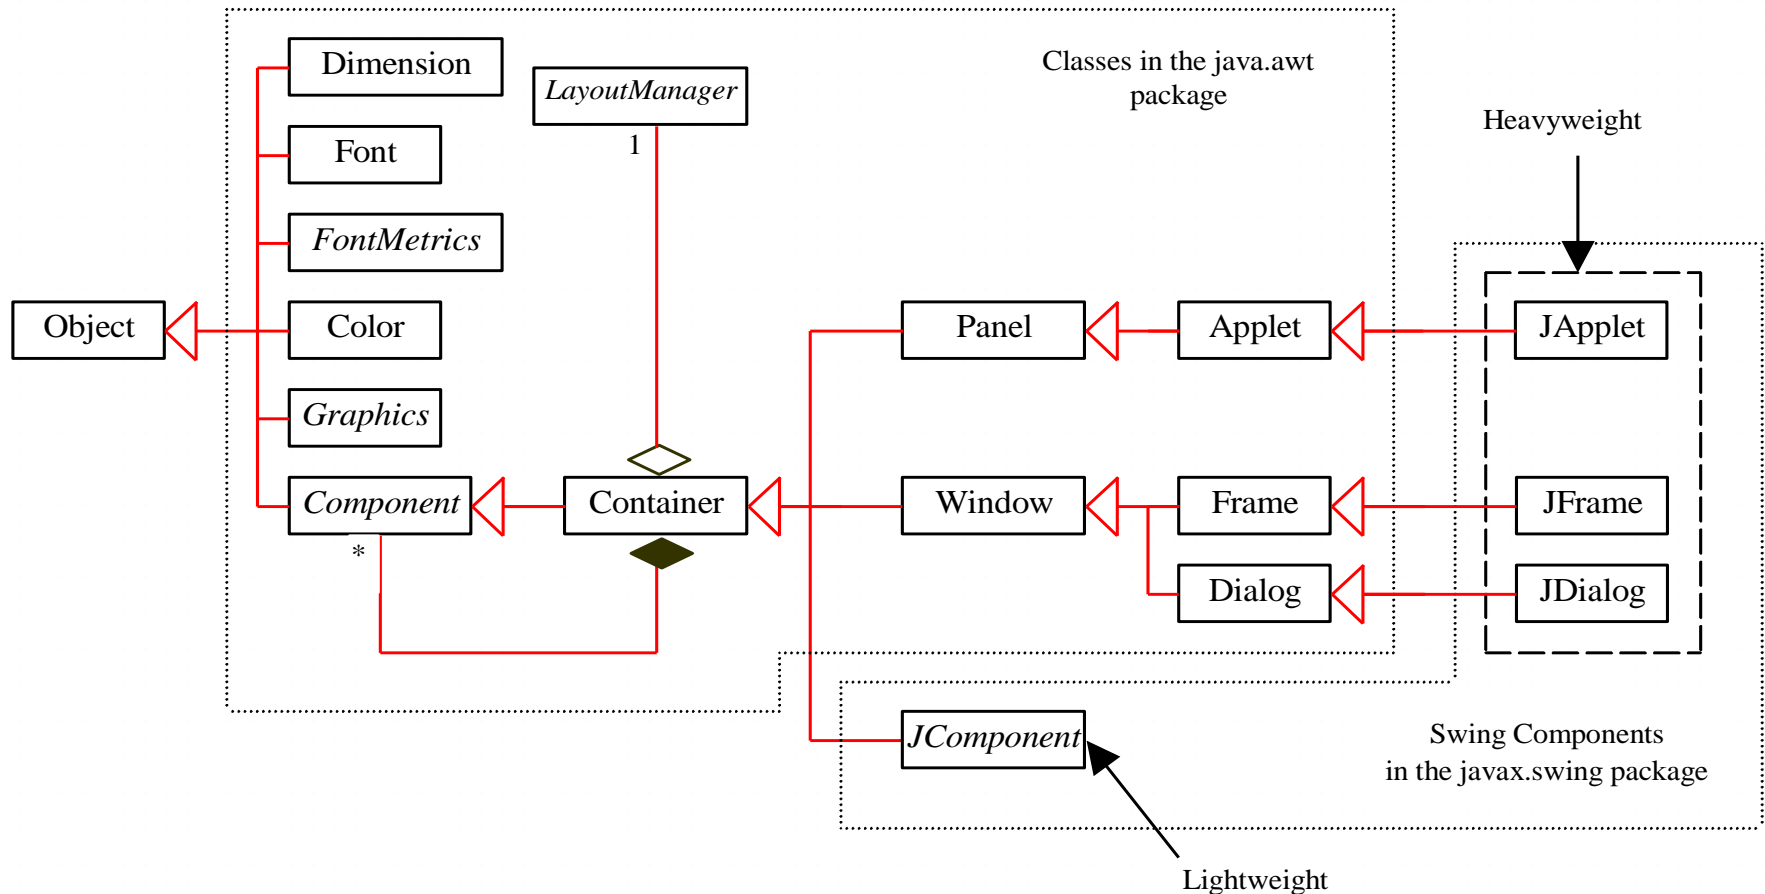 Classes in the java.awt
package
Dimension
LayoutManager
Heavyweight
1
Font
FontMetrics
Object
Color
Panel
Applet
JApplet
Graphics
Component
Container
Window
Frame
JFrame
*
Dialog
JDialog
JComponent
Swing Components
in the javax.swing package
Lightweight